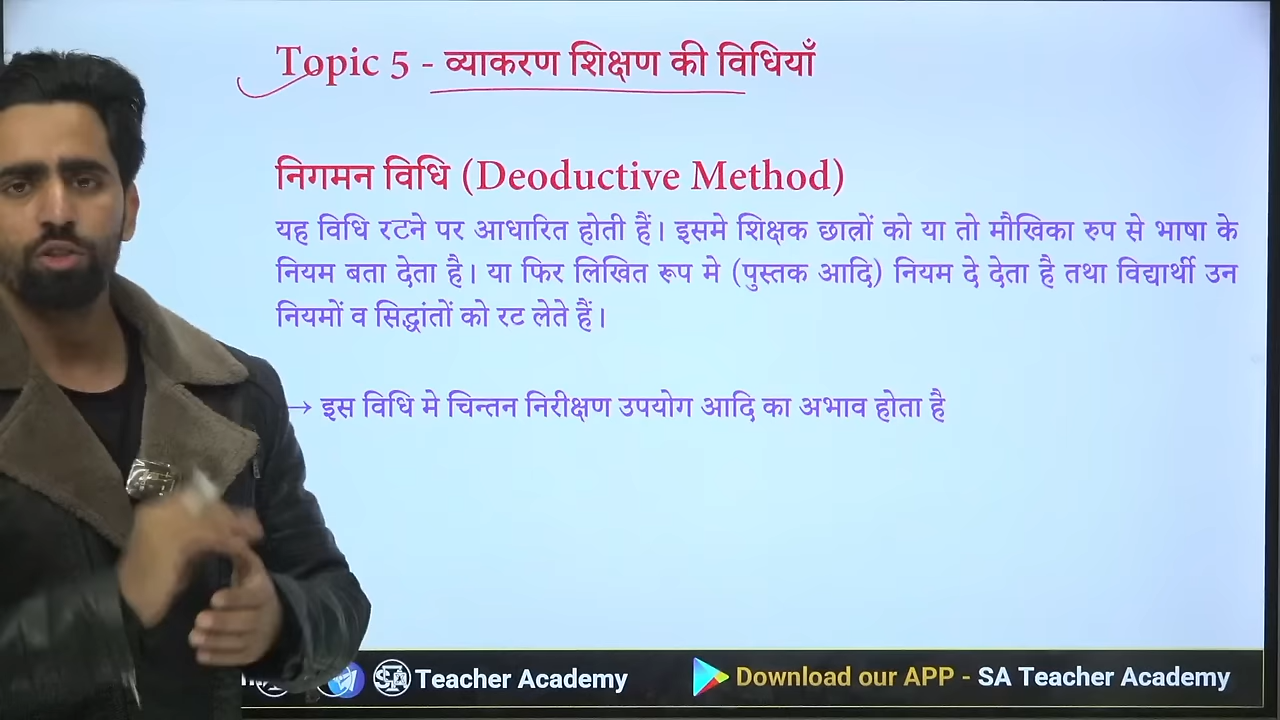 Topic 5 - व्याकरण शिक्षण की विधियाँ
निगमन विधि (Deoductive Method)
यह विधि रटने पर आधारित होती हैं। इसमे शिक्षक छात्रों को या तो मौखिका रुप से भाषा के
नियम बता देता है। या फिर लिखित रूप मे (पुस्तक आदि) नियम दे देता है तथा विद्यार्थी उन
नियमों व सिद्धांतों को रट लेते हैं।
→ इस विधि मे चिन्तन निरीक्षण उपयोग आदि का अभाव होता है
Teacher Academy
Download our APP - SA Teacher Academy